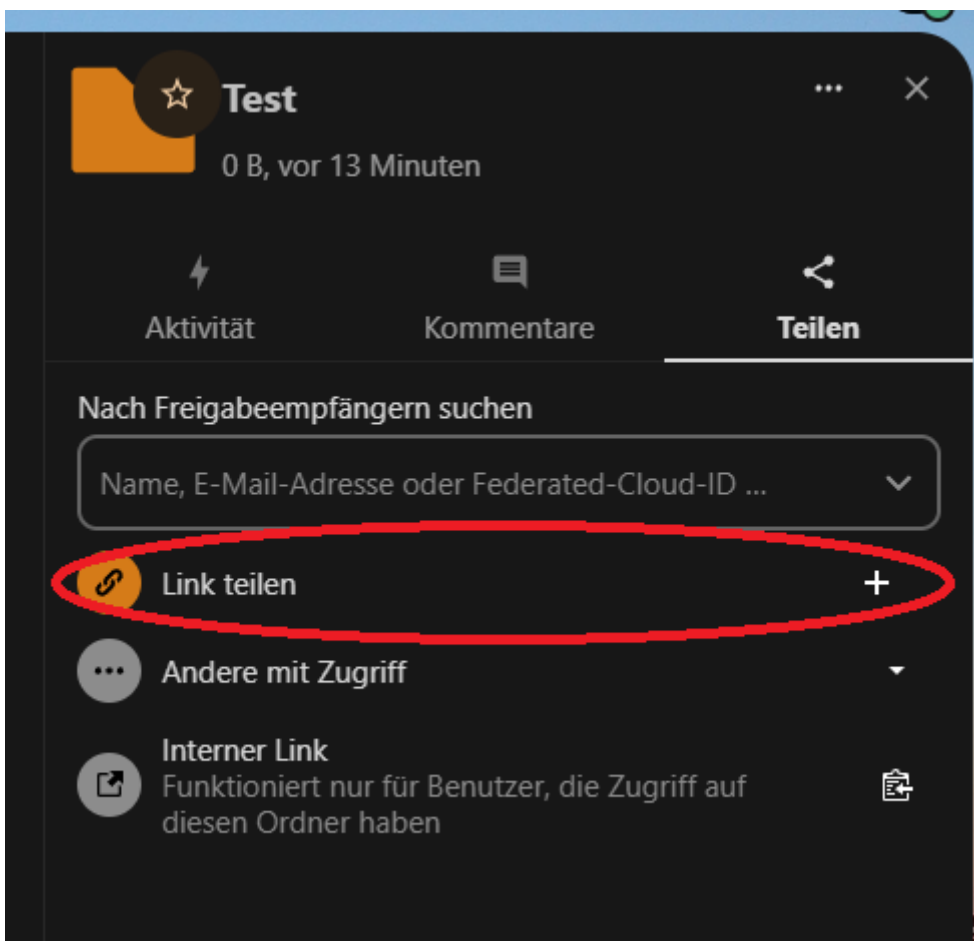 Test
0 B, vor 13 Minuten
Aktivität
Kommentare
Teilen
Nach Freigabeempfängern suchen
Name, E-Mail-Adresse oder Federated-Cloud-ID ...
Link teilen
Andere mit Zugriff
Interner Link
Funktioniert nur für Benutzer, die Zugriff auf
diesen Ordner haben